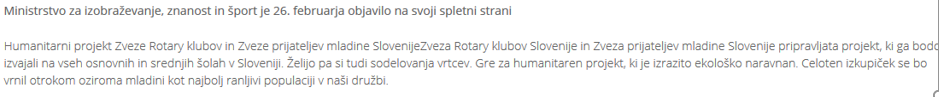 Ministrstvo za izobraževanje, znanost in šport je 26. februarja objavilo na svoji spletni strani
Humanitarni projekt Zveze Rotary klubov in Zveze prijateljev mladine SlovenijeZveza Rotary klubov Slovenije in Zveza prijateljev mladine Slovenije pripravljata projekt, ki ga bodo
izvajali na vseh osnovnih in srednjih šolah v Sloveniji. Želijo pa si tudi sodelovanja vrtcev. Gre za humanitaren projekt, ki je izrazito ekološko naravnan. Celoten izkupiček se bo
vrnil otrokom oziroma mladini kot najbolj ranljivi populaciji v naši družbi.